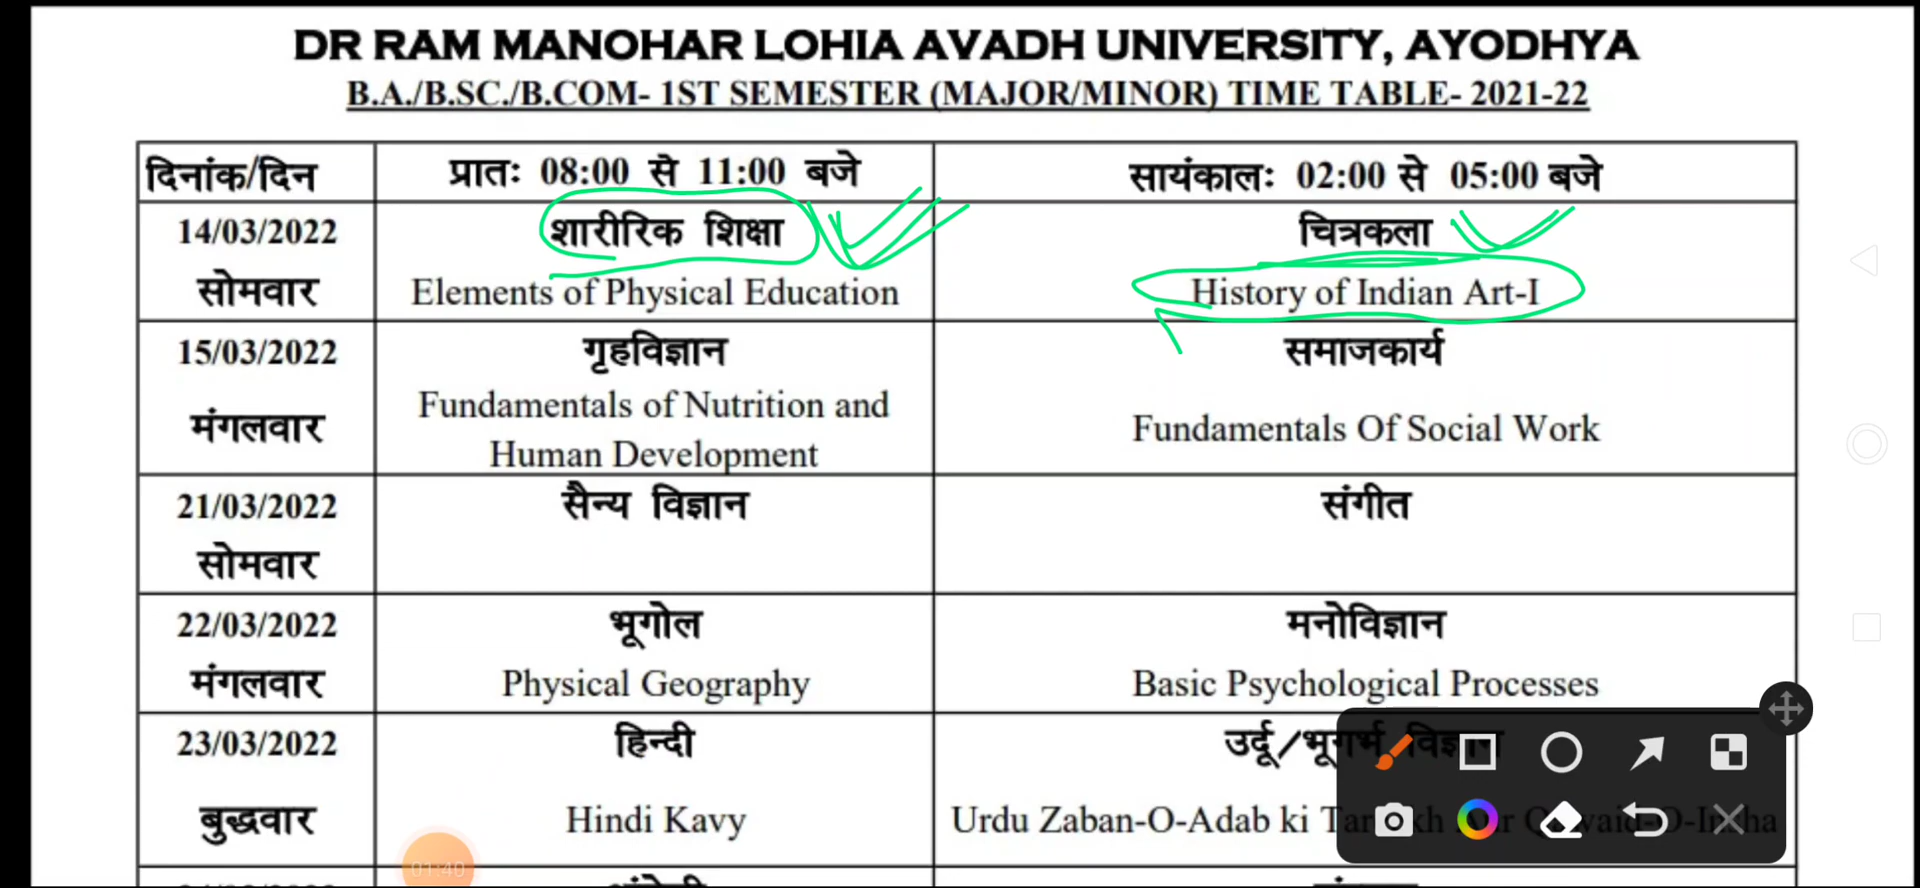 DR RAM MANOHAR LOHIA AVADH UNIVERSITY, AYODHYA
B.A./B.SC./B.COM- 1ST SEMESTER (MAJOR/MINOR) TIME TABLE- 2021-22
दिनांक/दिन प्रातः 08:00 से 11:00 बजे सायंकालः 02:00 से 05:00 बजे
14/03/2022 शारीरिक शिक्षा चित्रकला
सोमवार Elements of Physical Education History of Indian Art-I
15/03/2022 गृहविज्ञान समाजकार्य
Fundamentals of Nutrition and
मंगलवार Fundamentals Of Social Work
Human Development
21/03/2022 सैन्य विज्ञान संगीत
सोमवार
22/03/2022 भूगोल मनोविज्ञान
मंगलवार Physical Geography Basic Psychological Processes
23/03/2022 हिन्दी उर्दू/भूगर्भ विज्ञान
बुद्धवार Hindi Kavy Urdu Zaban-O-Adab ki
01:40